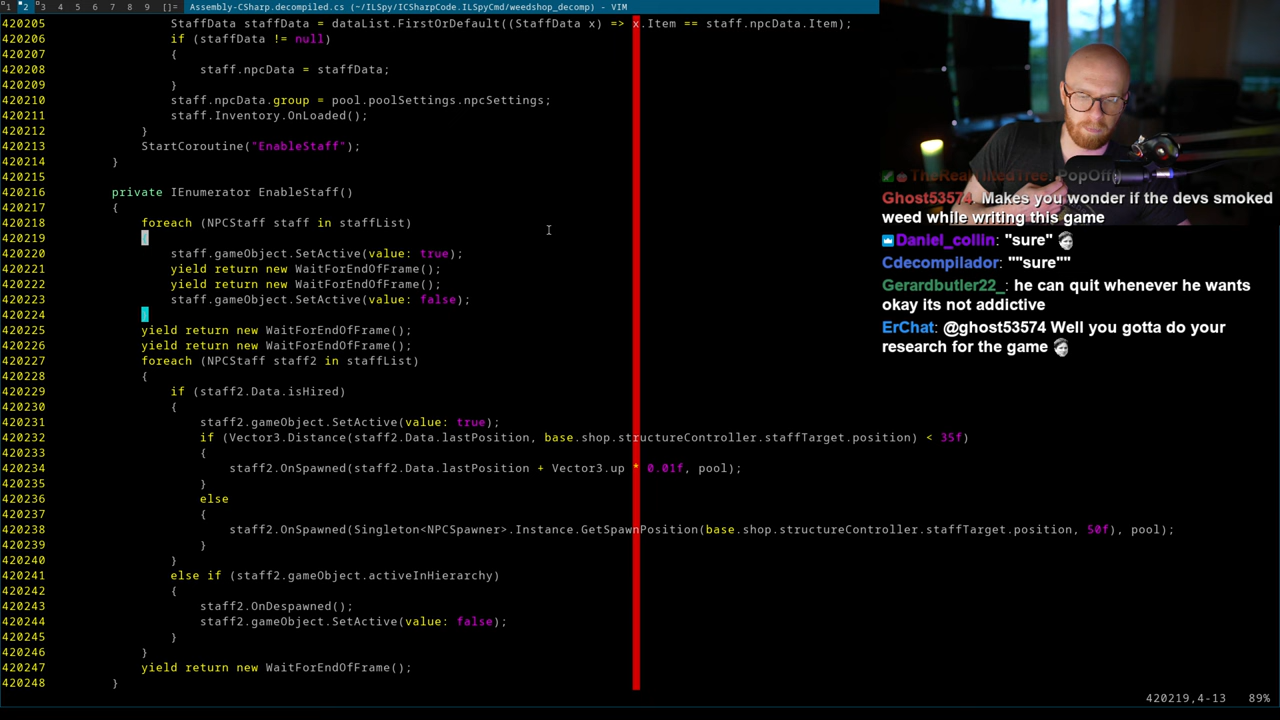 1 2 3 4 5 6 7 8 9 []= Assembly-CSharp.decompiled.cs (~/ILSpy/ICSharpCode.ILSpyCmd/weedshop_decomp) - VIM
420205 StaffData staffData = dataList.FirstOrDefault((StaffData x) => x.Item == staff.npcData.Item);
420206 if (staffData != null)
420207 {
420208 staff.npcData = staffData;
420209 }
420210 staff.npcData.group = pool.poolSettings.npcSettings;
420211 staff.Inventory.OnLoaded();
420212 }
420213 StartCoroutine("EnableStaff");
420214 }
420215
420216 private IEnumerator EnableStaff()
420217 {
420218 foreach (NPCStaff staff in staffList)
420219 {
420220 staff.gameObject.SetActive(value: true);
420221 yield return new WaitForEndOfFrame();
420222 yield return new WaitForEndOfFrame();
420223 staff.gameObject.SetActive(value: false);
420224 }
420225 yield return new WaitForEndOfFrame();
420226 yield return new WaitForEndOfFrame();
420227 foreach (NPCStaff staff2 in staffList)
420228 {
420229 if (staff2.Data.isHired)
420230 {
420231 staff2.gameObject.SetActive(value: true);
420232 if (Vector3.Distance(staff2.Data.lastPosition, base.shop.structureController.staffTarget.position) < 35f)
420233 {
420234 staff2.OnSpawned(staff2.Data.lastPosition + Vector3.up * 0.01f, pool);
420235 }
420236 else
420237 {
420238 staff2.OnSpawned(Singleton<NPCSpawner>.Instance.GetSpawnPosition(base.shop.structureController.staffTarget.position, 50f), pool);
420239 }
420240 }
420241 else if (staff2.gameObject.activeInHierarchy)
420242 {
420243 staff2.OnDespawned();
420244 staff2.gameObject.SetActive(value: false);
420245 }
420246 }
420247 yield return new WaitForEndOfFrame();
420248 }
420219,4-13 89%
PopOff
Ghost53574: Makes you wonder if the devs smoked
weed while writing this game
Daniel_collin: "sure"
Cdecompilador: ""sure""
Gerardbutler22_: he can quit whenever he wants
okay its not addictive
ErChat: @ghost53574 Well you gotta do your
research for the game